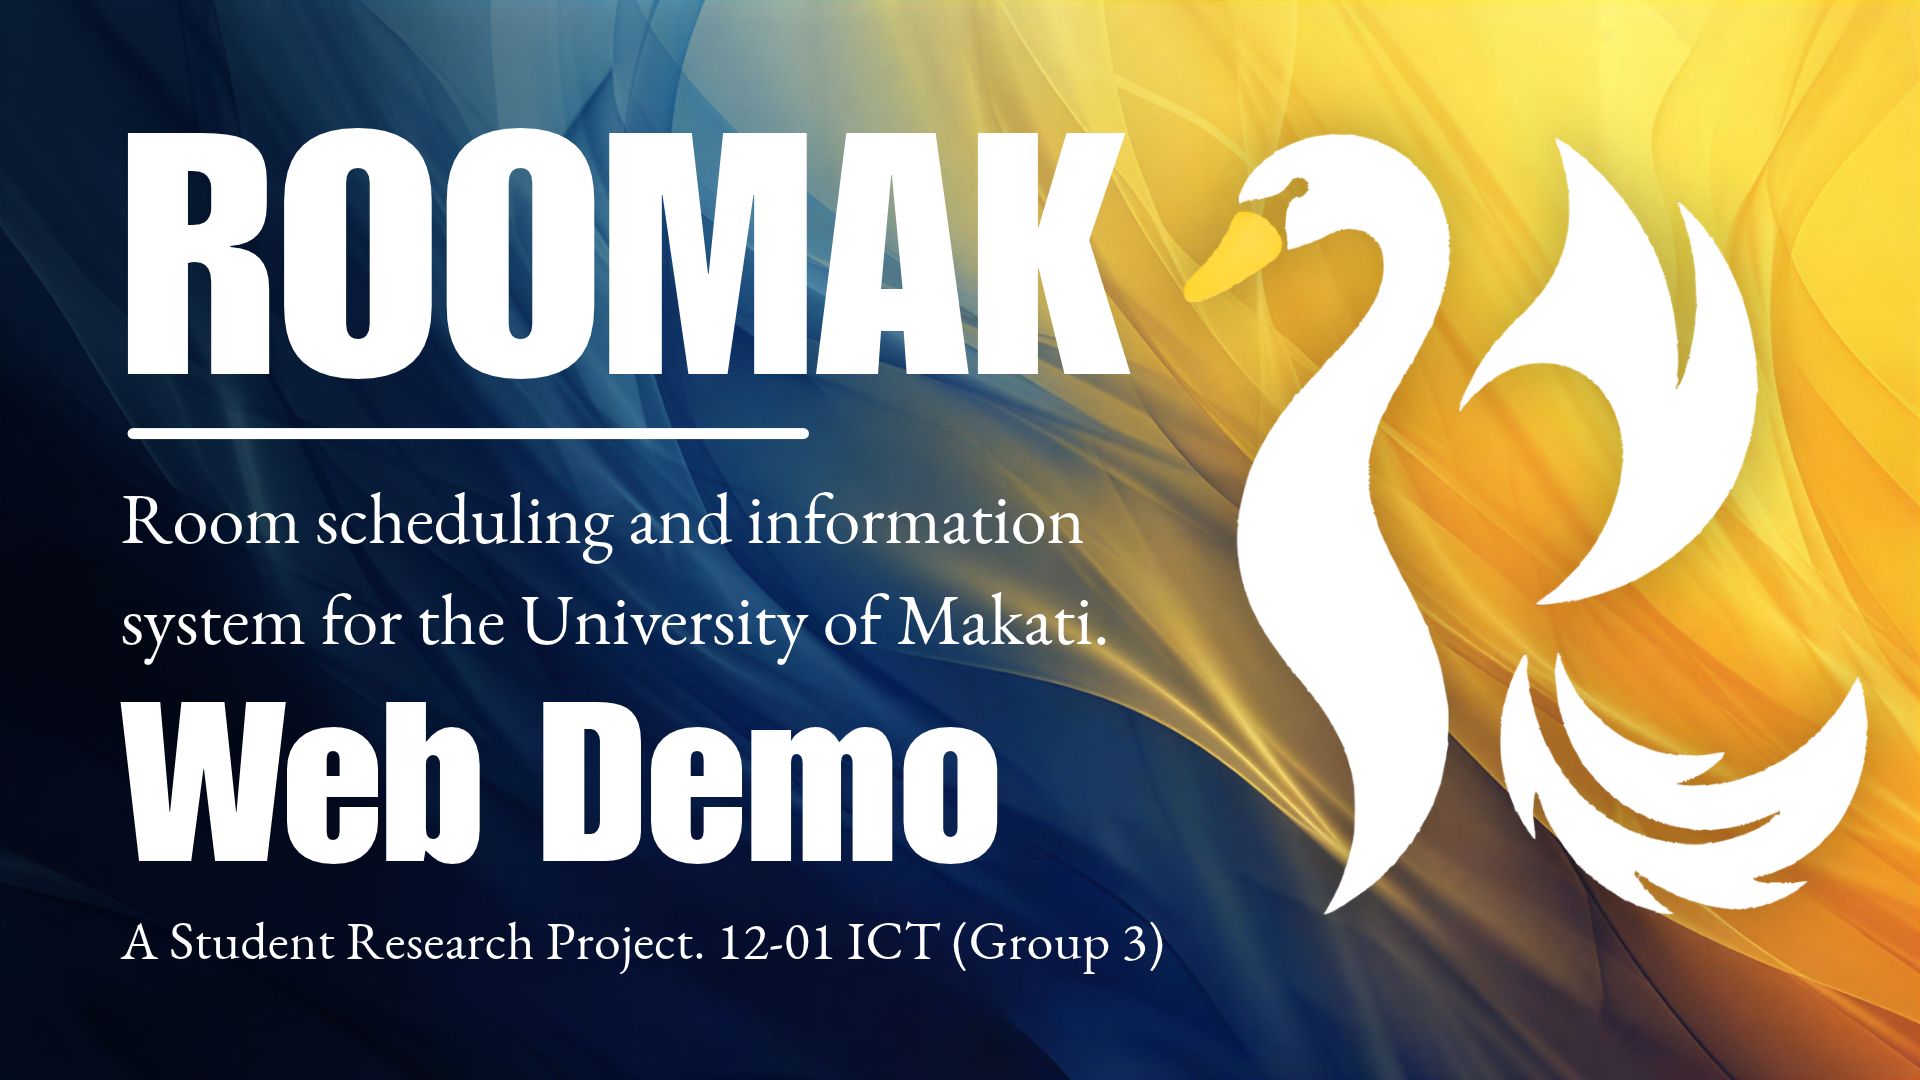 ROOMAK
Room scheduling and information
system for the University of Makati.
Web Demo
A Student Research Project. 12-01 ICT (Group 3)